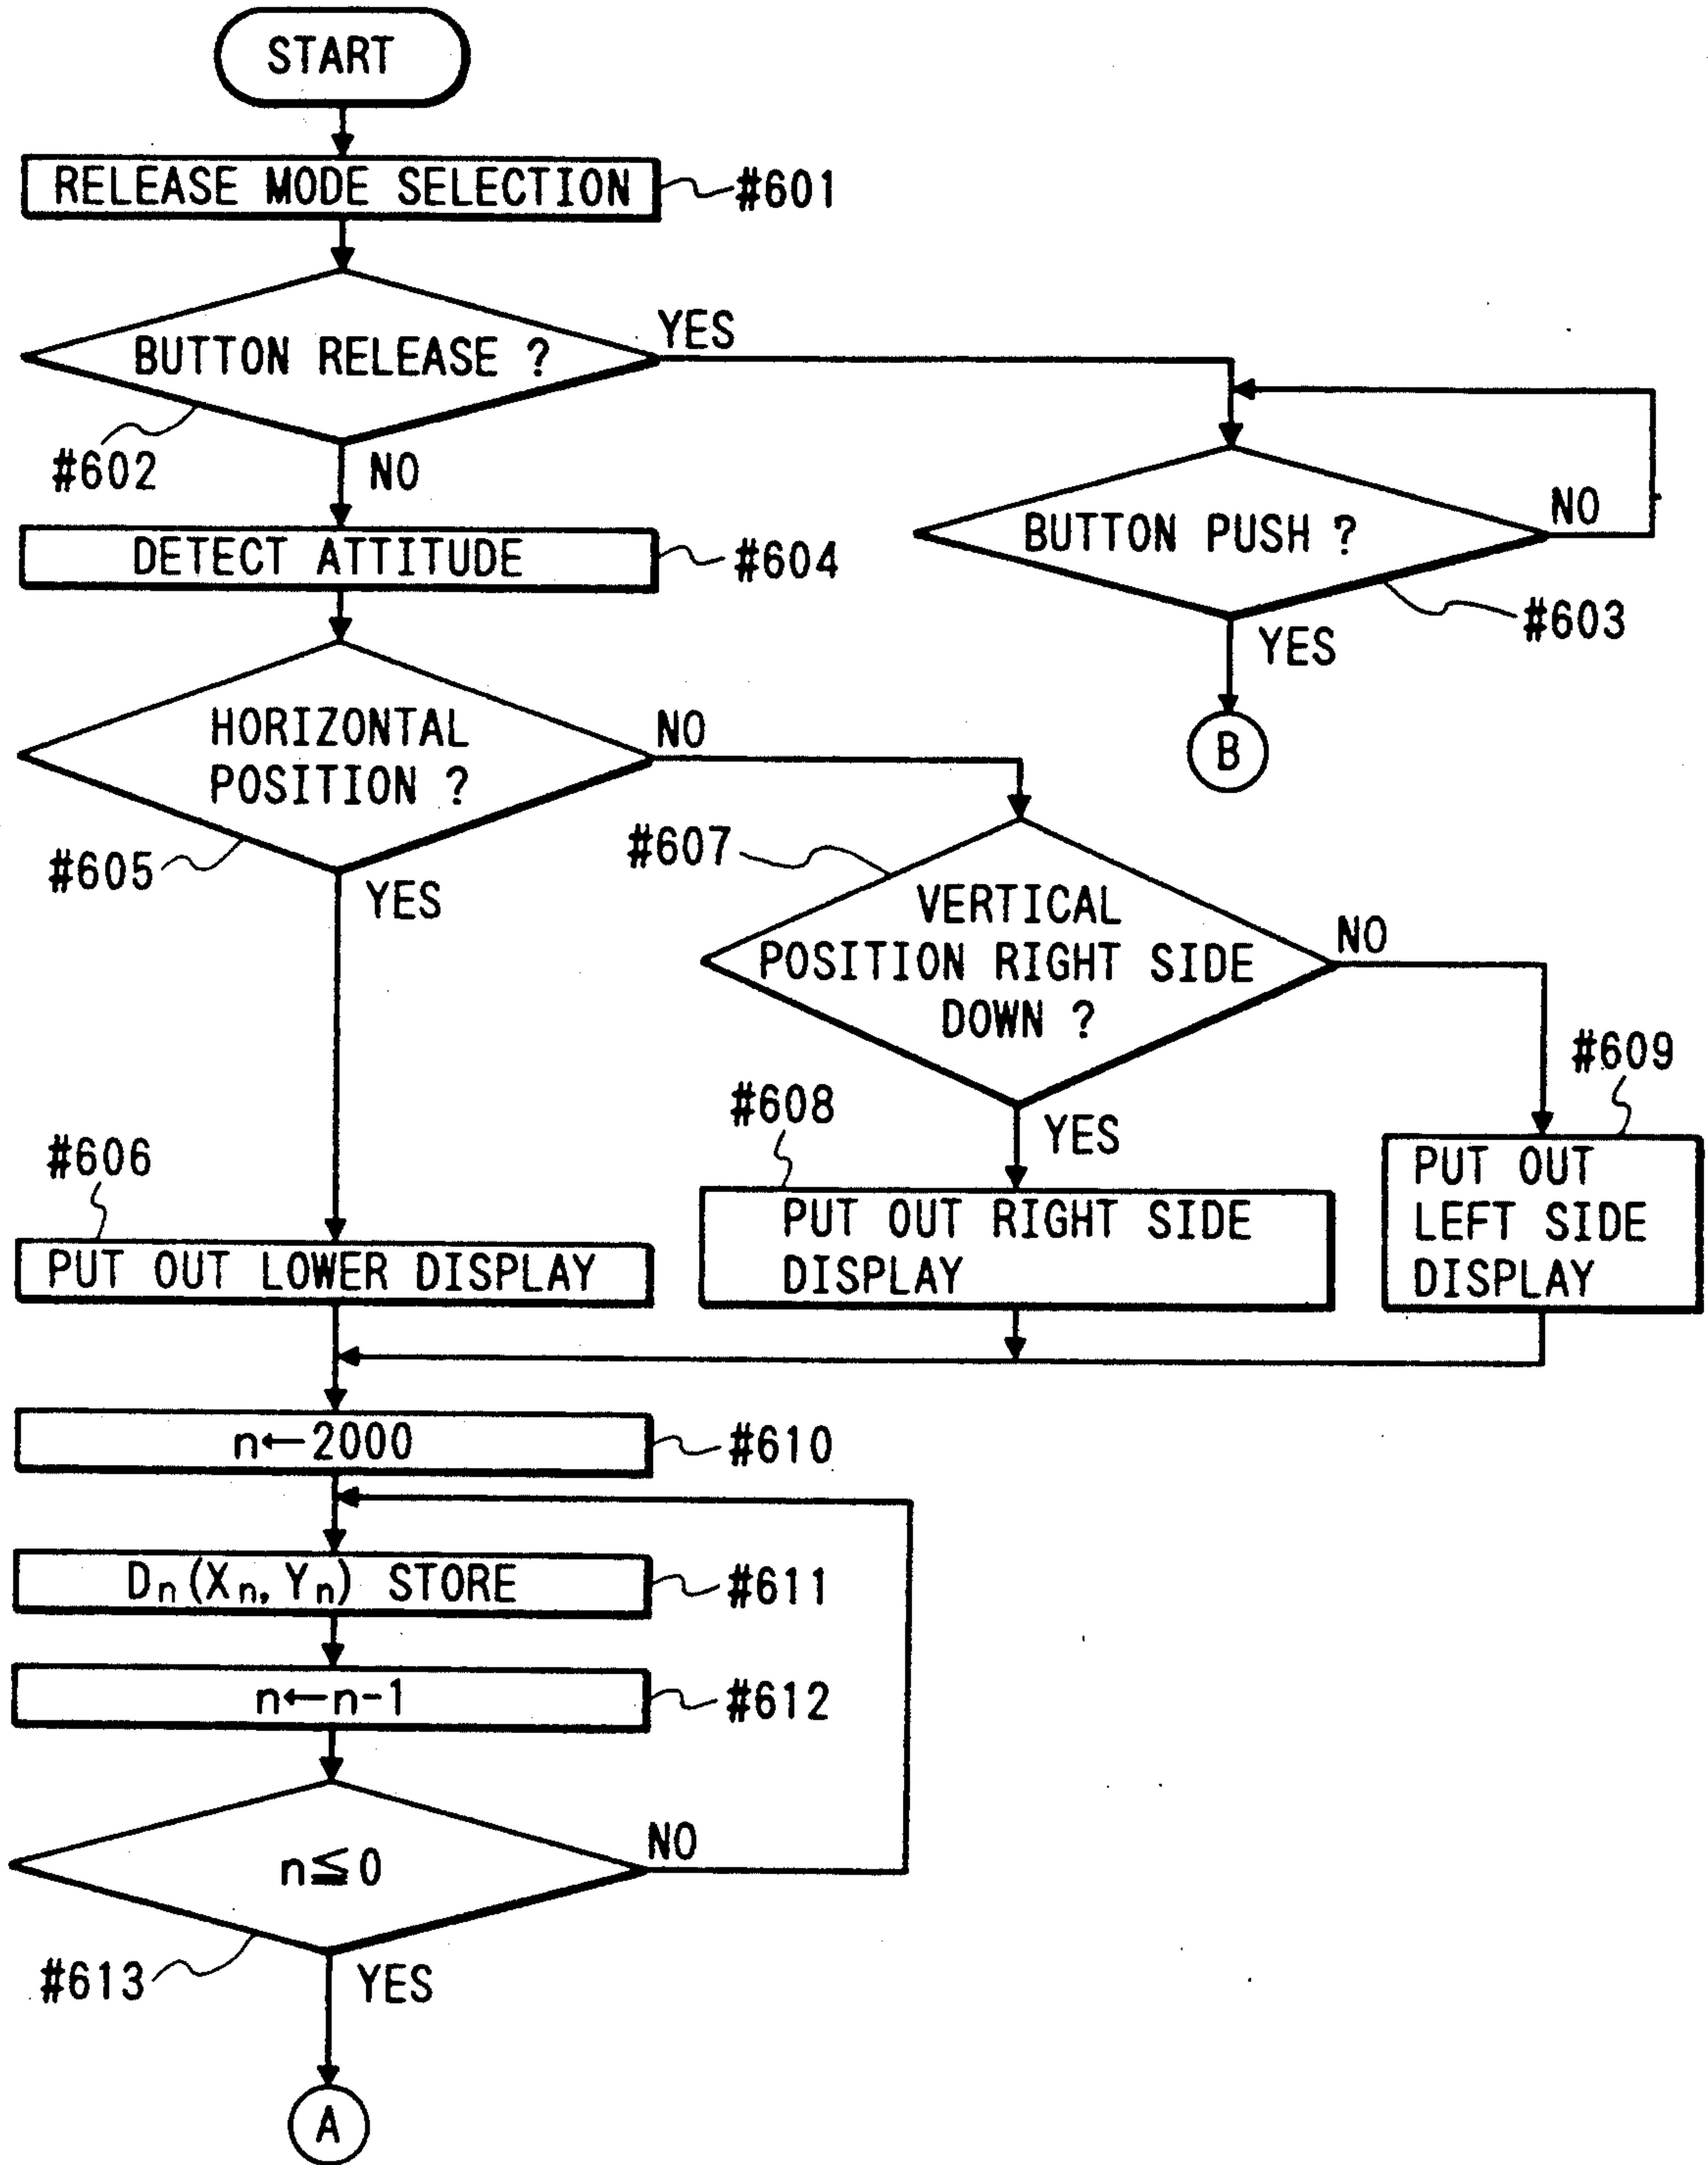 START
RELEASE MODE SELECTION
#601
BUTTON RELEASE ?
YES
#602
NO
BUTTON PUSH ?
NO
#603
YES
B
DETECT ATTITUDE
#604
HORIZONTAL
POSITION ?
NO
#605
YES
#607
VERTICAL
POSITION RIGHT SIDE
DOWN ?
NO
#609
#608
YES
#606
PUT OUT LOWER DISPLAY
PUT OUT RIGHT SIDE
DISPLAY
PUT OUT
LEFT SIDE
DISPLAY
n←2000
#610
Dn(Xn,Yn) STORE
#611
n←n-1
#612
n≦0
NO
#613
YES
A